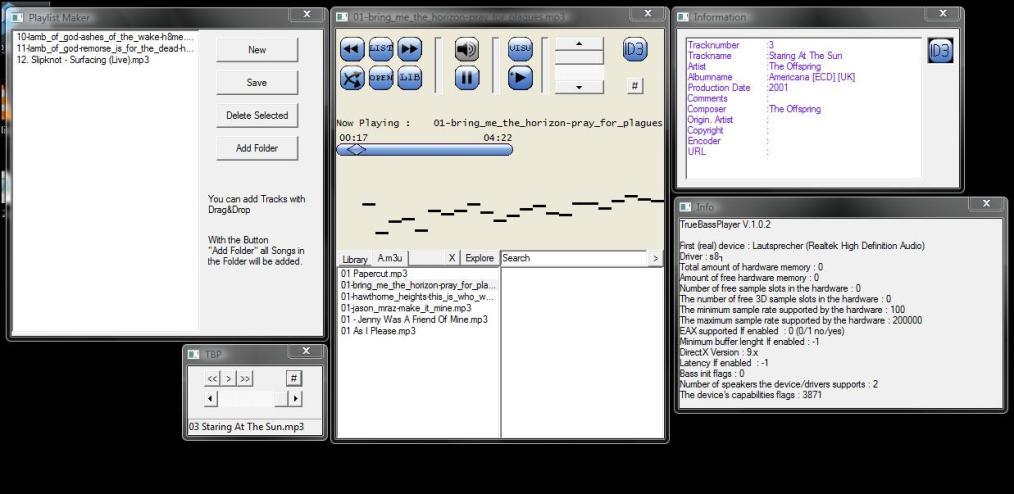 Playlist Maker
10-lamb_of_god-ashes_of_the_wake-h8me....
11-lamb_of_god-remorse_is_for_the_dead-h...
12. Slipknot - Surfacing (Live).mp3
New
Save
Delete Selected
Add Folder
You can add Tracks with
Drag&Drop
With the Button
"Add Folder" all Songs in
the Folder will be added.
TBP
<< > >> #
03 Staring At The Sun.mp3
01-bring_me_the_horizon-pray_for_plagues.mp3
LIST
VISU
ID3
OPEN
LIB
#
Now Playing : 01-bring_me_the_horizon-pray_for_plagues
00:17 04:22
Library A.m3u X Explore Search >
01 Papercut.mp3
01-bring_me_the_horizon-pray_for_pla...
01-hawthorne_heights-this_is_who_w...
01-jason_mraz-make_it_mine.mp3
01 - Jenny Was A Friend Of Mine.mp3
01 As I Please.mp3
Information
Tracknumber :3
Trackname :Staring At The Sun
Artist :The Offspring
Albumname :Americana [ECD] [UK]
Production Date :2001
Comments :
Composer :The Offspring
Origin. Artist :
Copyright :
Encoder :
URL :
ID3
Info
TrueBassPlayer V.1.0.2
First (real) device : Lautsprecher (Realtek High Definition Audio)
Driver :
Total amount of hardware memory : 0
Amount of free hardware memory : 0
Number of free sample slots in the hardware : 0
The number of free 3D sample slots in the hardware : 0
The minimum sample rate supported by the hardware : 100
The maximum sample rate supported by the hardware : 200000
EAX supported If enabled : 0 (0/1 no/yes)
Minimum buffer lenght If enabled : -1
DirectX Version : 9.x
Latency If enabled : -1
Bass init flags : 0
Number of speakers the device/drivers supports : 2
The device's capabilities flags : 3871